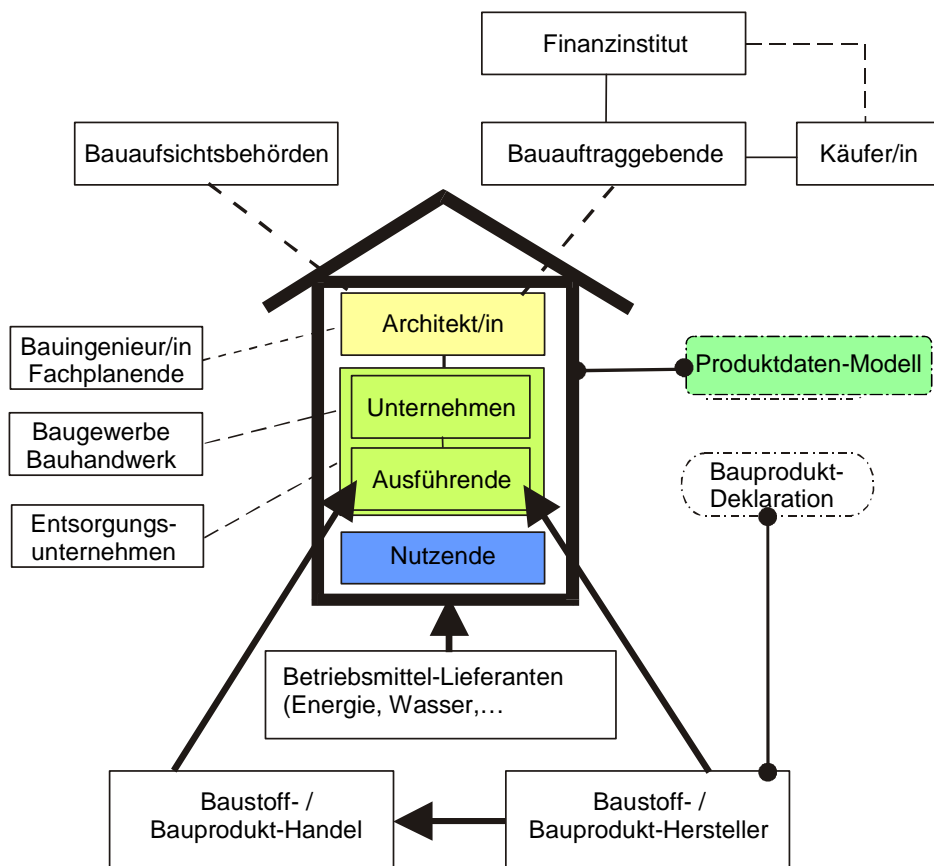 Finanzinstitut
Bauaufsichtsbehörden
Bauauftraggebende
Käufer/in
Architekt/in
Bauingenieur/in
Fachplanende
Produktdaten-Modell
Unternehmen
Baugewerbe
Bauhandwerk
Ausführende
Bauprodukt-
Deklaration
Entsorgungs-
unternehmen
Nutzende
Betriebsmittel-Lieferanten
(Energie, Wasser,…
Baustoff- /
Bauprodukt-Handel
Baustoff- /
Bauprodukt-Hersteller